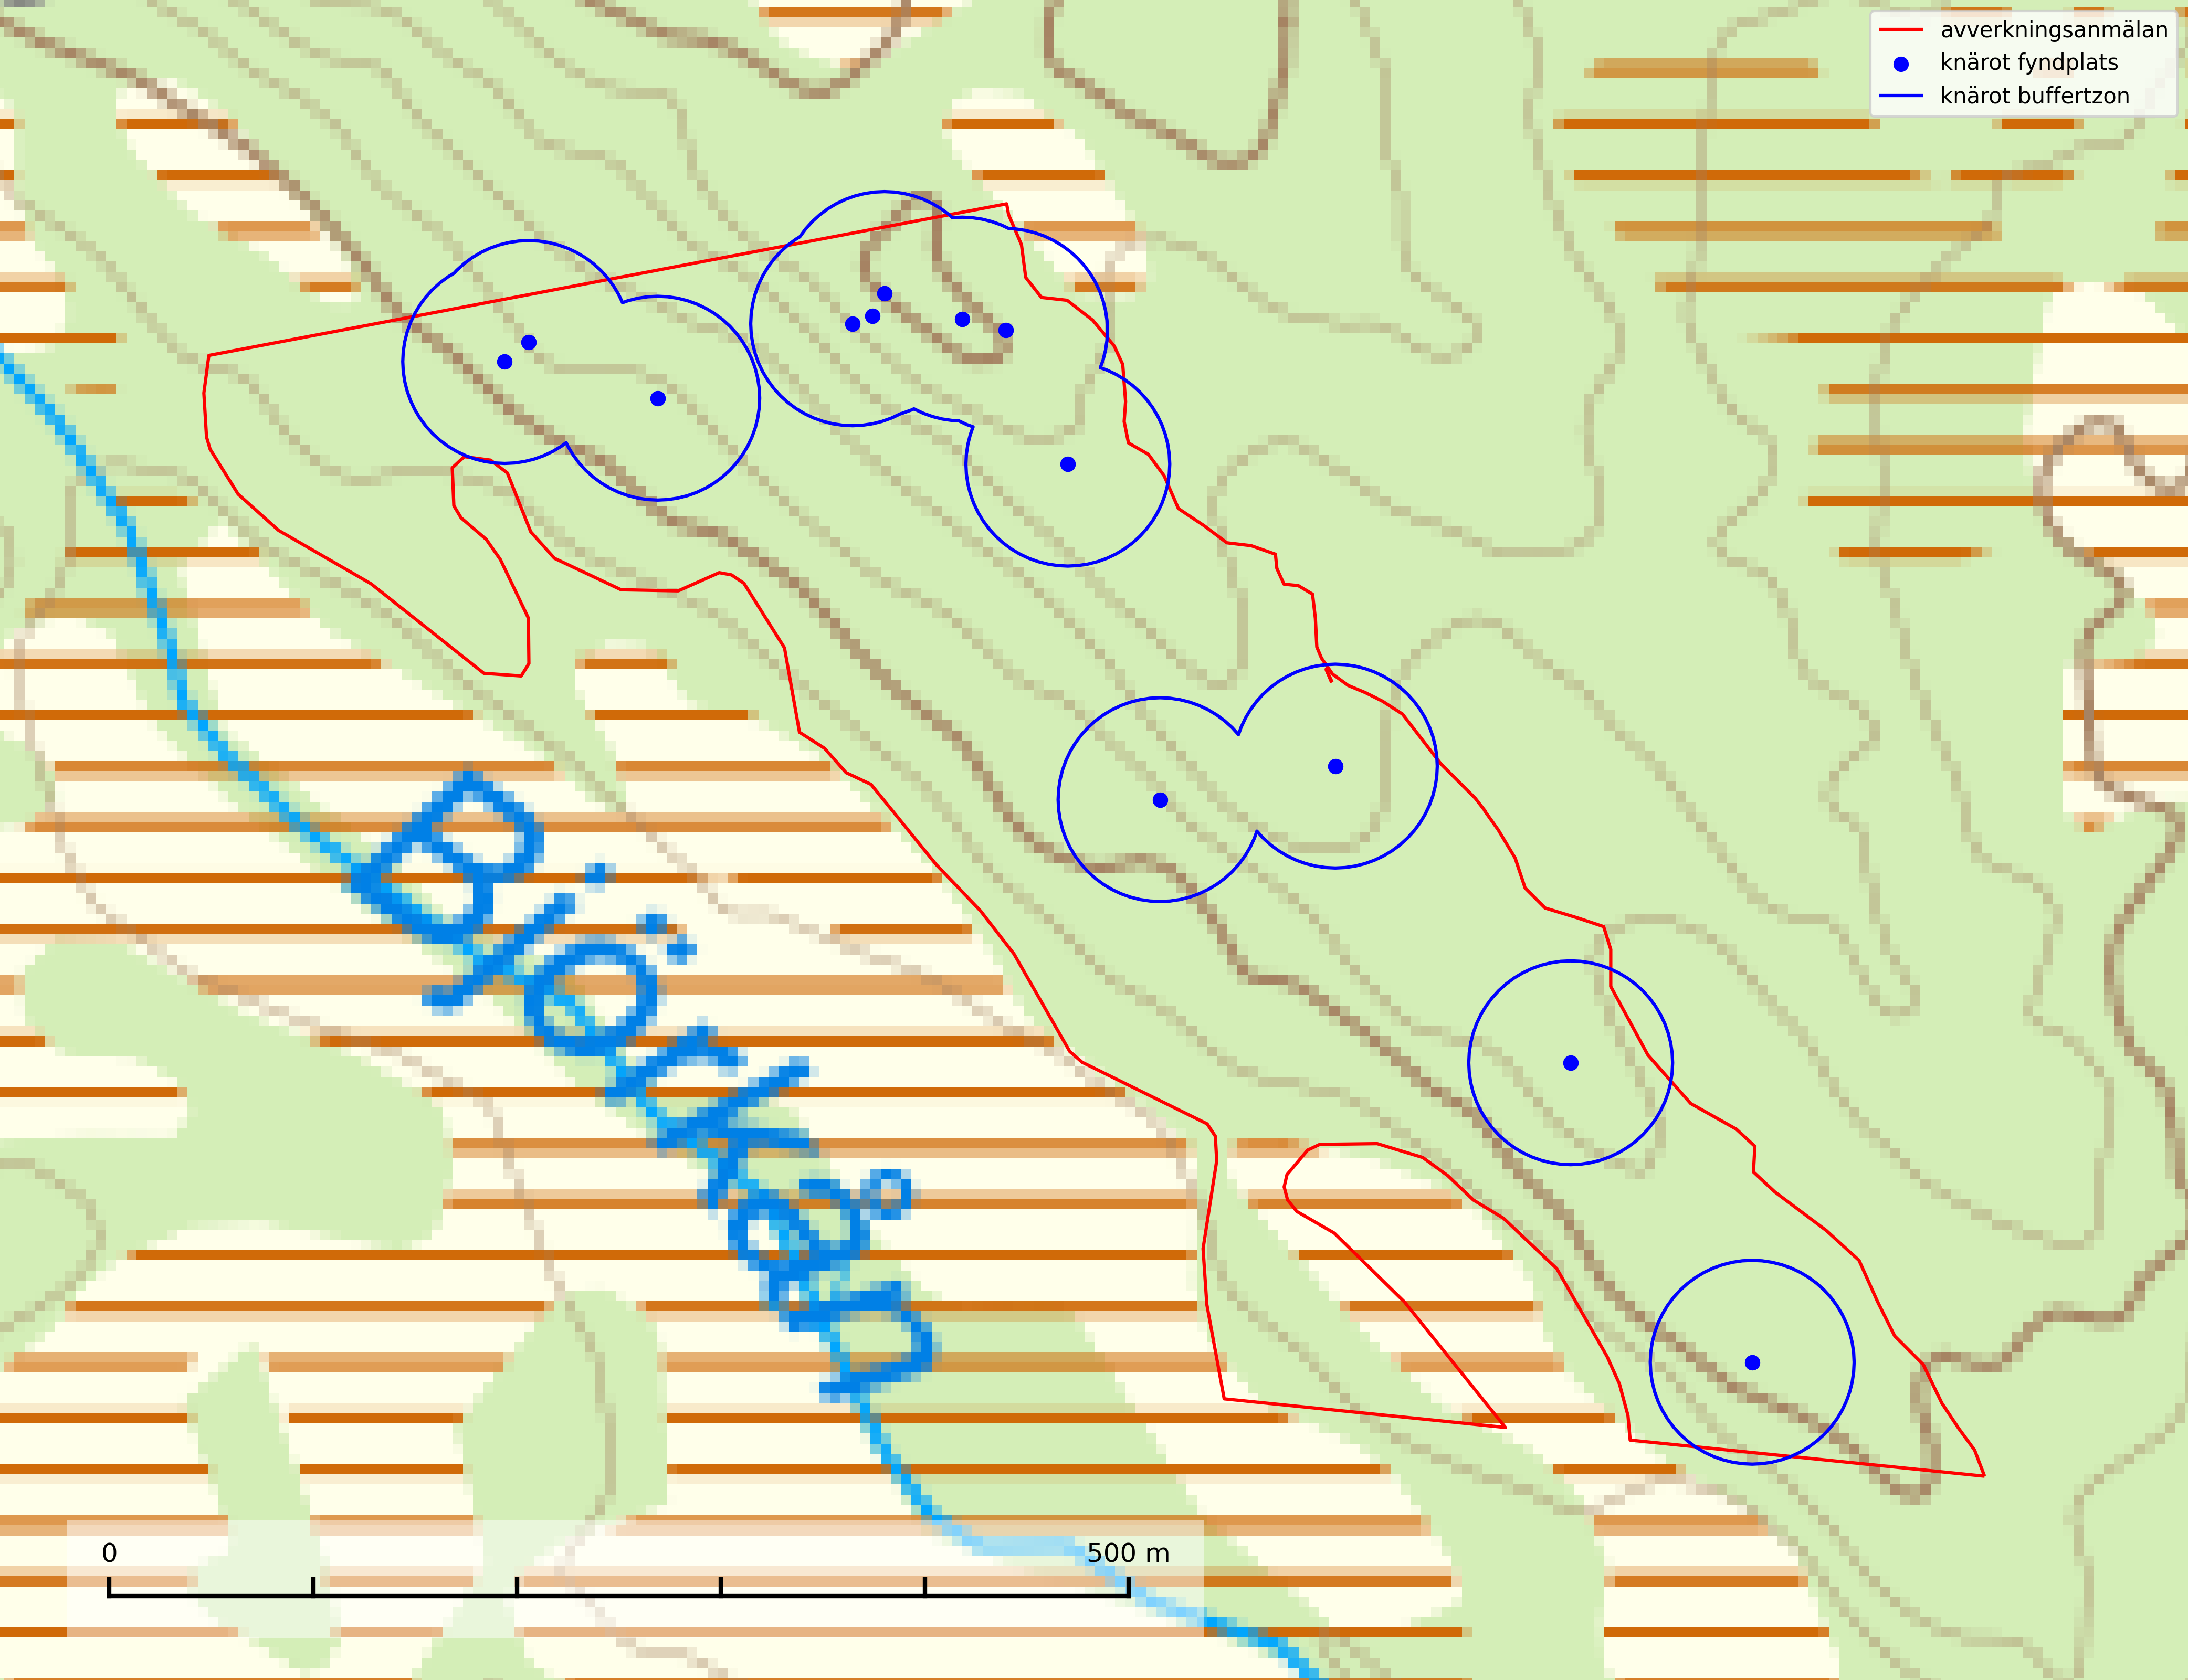 avverkningsanmälan
knärot fyndplats
knärot buffertzon
Björkån
0 500 m